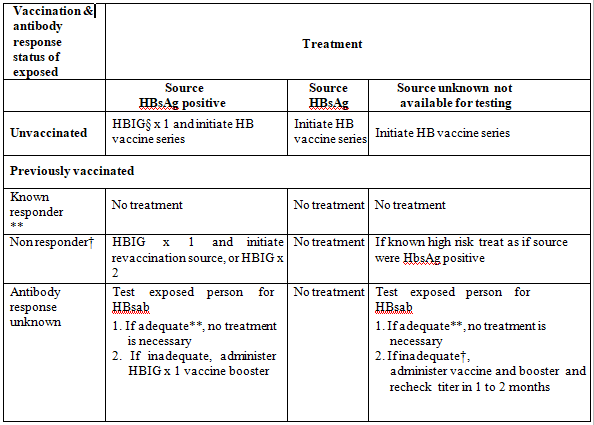 Vaccination &
antibody
response
status of
exposed
Treatment
Source
HBsAg positive
Source
HBsAg
Source unknown not
available for testing
Unvaccinated
HBIG§ x 1 and initiate HB
vaccine series
Initiate HB
vaccine series
Initiate HB vaccine series
Previously vaccinated
Known
responder
**
No treatment
No treatment
No treatment
Non responder†
HBIG x 1 and initiate
revaccination source, or HBIG x
2
No treatment
If known high risk treat as if source
were HbsAg positive
Antibody
response
unknown
Test exposed person for
HBsab
1. If adequate**, no treatment
is necessary
2. If inadequate, administer
HBIG x 1 vaccine booster
No treatment
Test exposed person for
HBsab
1. If adequate**, no treatment is
necessary
2. If inadequate†,
administer vaccine and booster and
recheck titer in 1 to 2 months